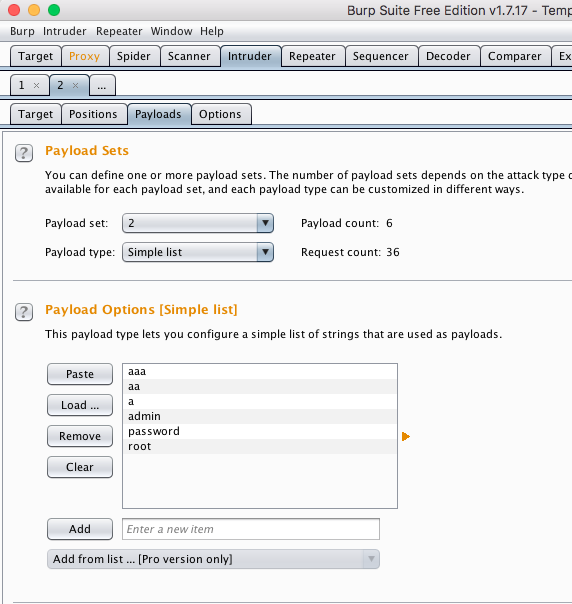 Burp Suite Free Edition v1.7.17 - Temp
Burp Intruder Repeater Window Help
Target Proxy Spider Scanner Intruder Repeater Sequencer Decoder Comparer Ex
1 × 2 × ...
Target Positions Payloads Options
? Payload Sets
You can define one or more payload sets. The number of payload sets depends on the attack type
available for each payload set, and each payload type can be customized in different ways.
Payload set: 2 Payload count: 6
Payload type: Simple list Request count: 36
? Payload Options [Simple list]
This payload type lets you configure a simple list of strings that are used as payloads.
Paste
Load ...
Remove
Clear
aaa
aa
a
admin
password
root
Add Enter a new item
Add from list ... [Pro version only]